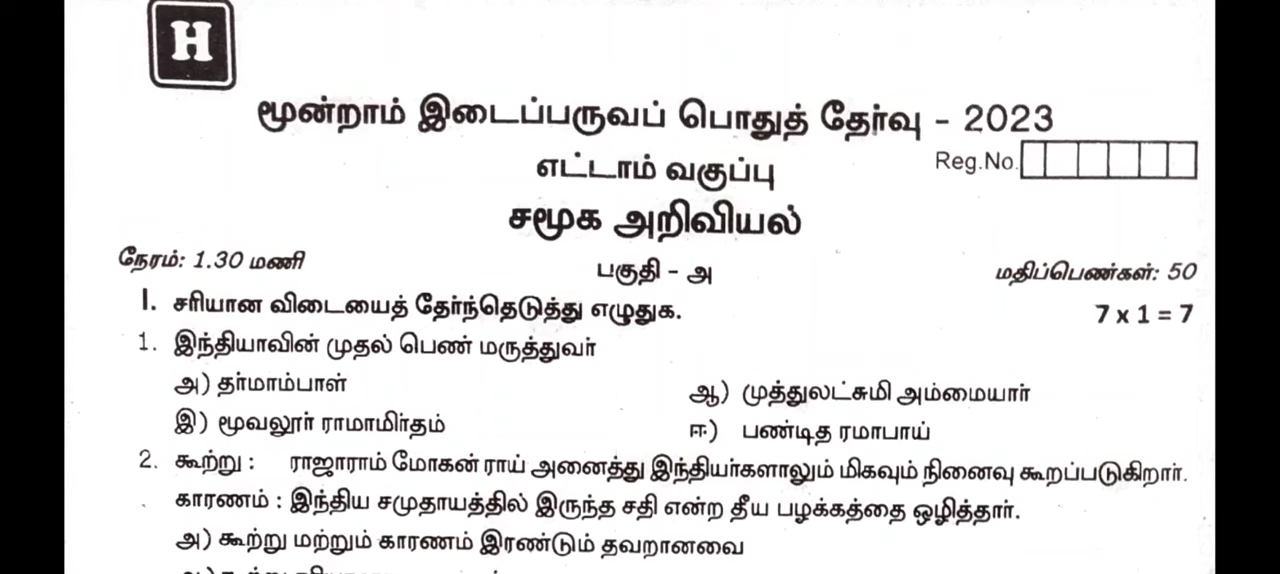 H
மூன்றாம் இடைப்பருவப் பொதுத் தேர்வு - 2023
Reg.No.
எட்டாம் வகுப்பு
சமூக அறிவியல்
நேரம்: 1.30 மணி
பகுதி - அ
மதிப்பெண்கள்: 50
I. சரியான விடையைத் தேர்ந்தெடுத்து எழுதுக.
7 x 1 = 7
1. இந்தியாவின் முதல் பெண் மருத்துவர்
அ) தர்மாம்பாள்
ஆ) முத்துலட்சுமி அம்மையார்
இ) மூவலூர் ராமாமிர்தம்
ஈ) பண்டித ரமாபாய்
2. கூற்று : ராஜாராம் மோகன் ராய் அனைத்து இந்தியர்களாலும் மிகவும் நினைவு கூறப்படுகிறார்.
காரணம் : இந்திய சமுதாயத்தில் இருந்த சதி என்ற தீய பழக்கத்தை ஒழித்தார்.
அ) கூற்று மற்றும் காரணம் இரண்டும் தவறானவை